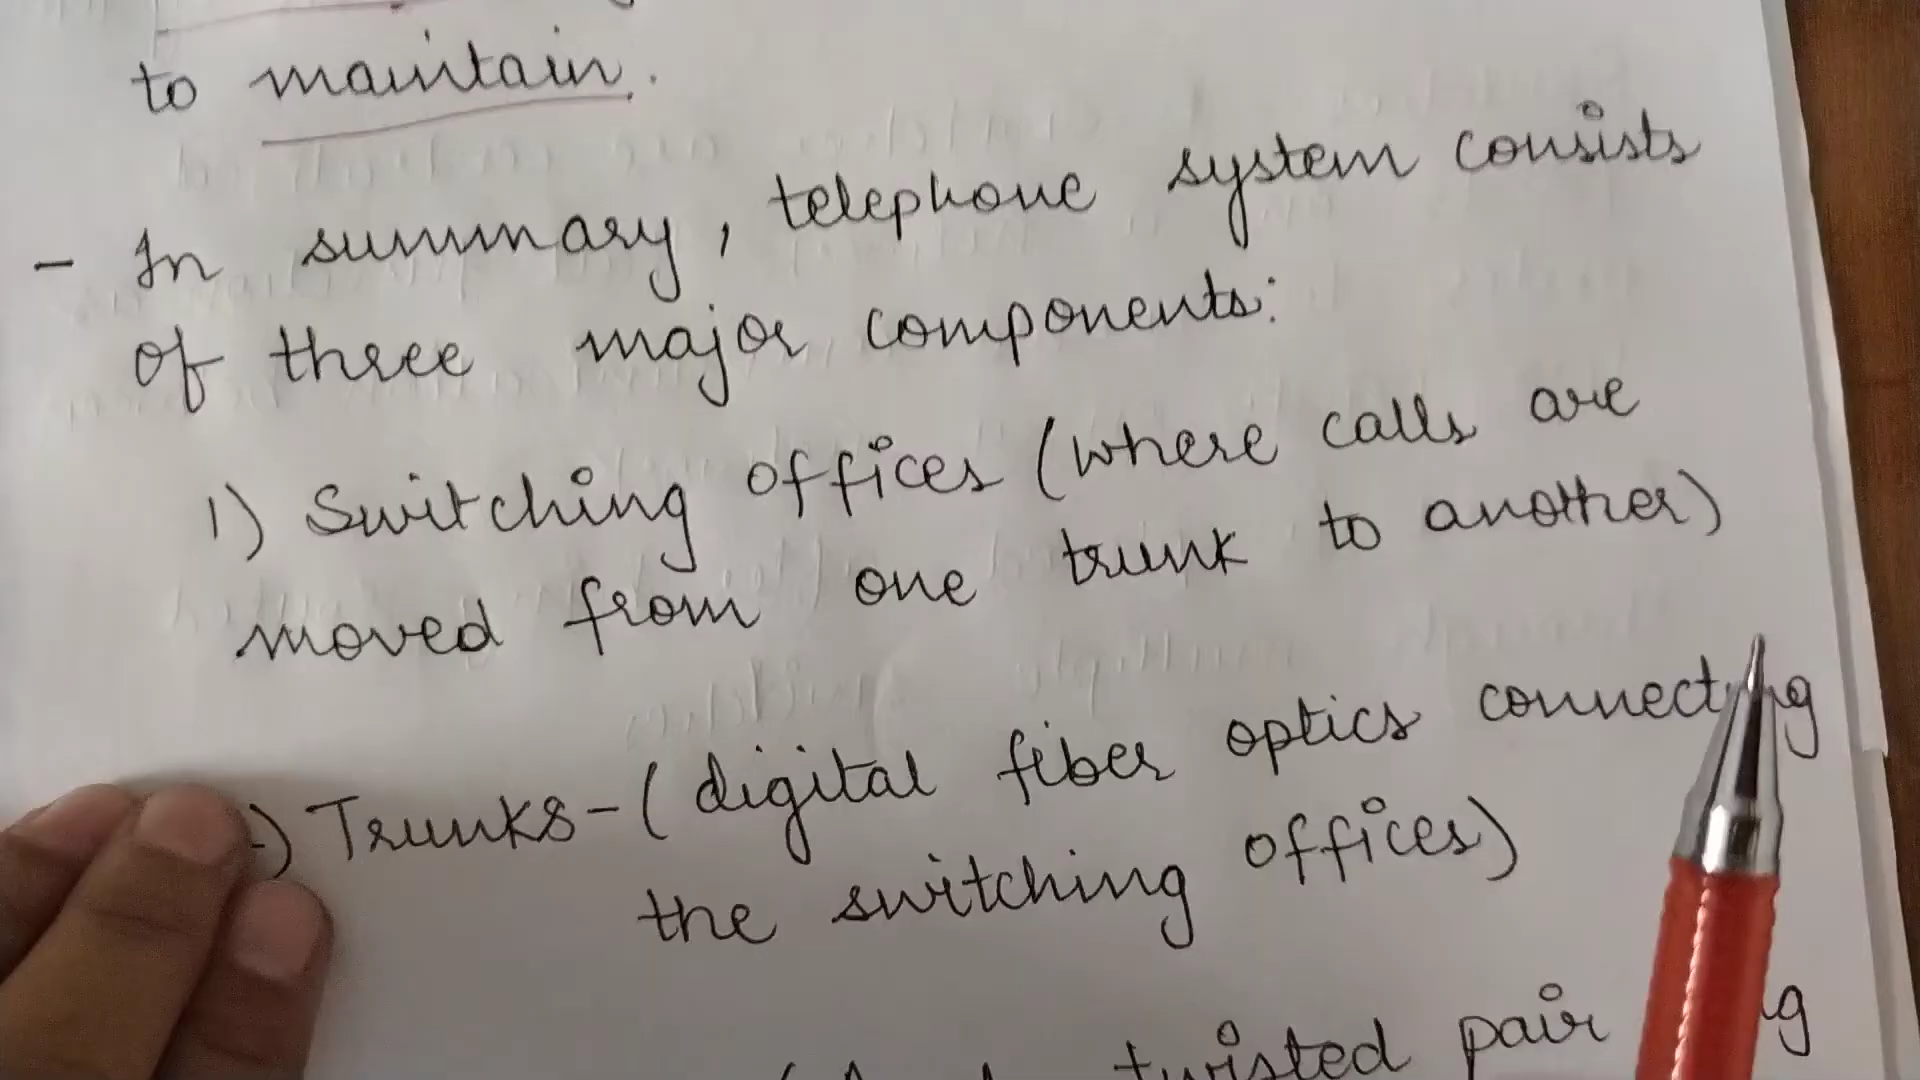 to maintain.
- In summary, telephone system consists
of three major components:
1) Switching offices (where calls are
moved from one trunk to another)
) Trunks - (digital fiber optics connecting
the switching offices)
twisted pair